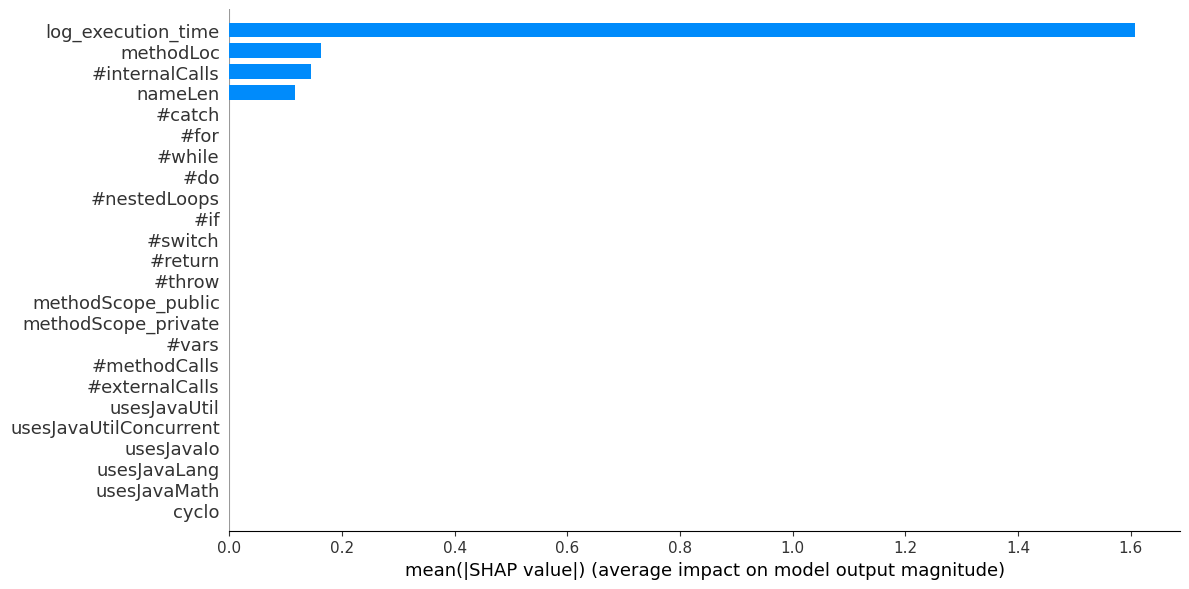 log_execution_time
methodLoc
#internalCalls
nameLen
#catch
#for
#while
#do
#nestedLoops
#if
#switch
#return
#throw
methodScope_public
methodScope_private
#vars
#methodCalls
#externalCalls
usesJavaUtil
usesJavaUtilConcurrent
usesJavaIo
usesJavaLang
usesJavaMath
cyclo
0.0 0.2 0.4 0.6 0.8 1.0 1.2 1.4 1.6
mean(|SHAP value|) (average impact on model output magnitude)